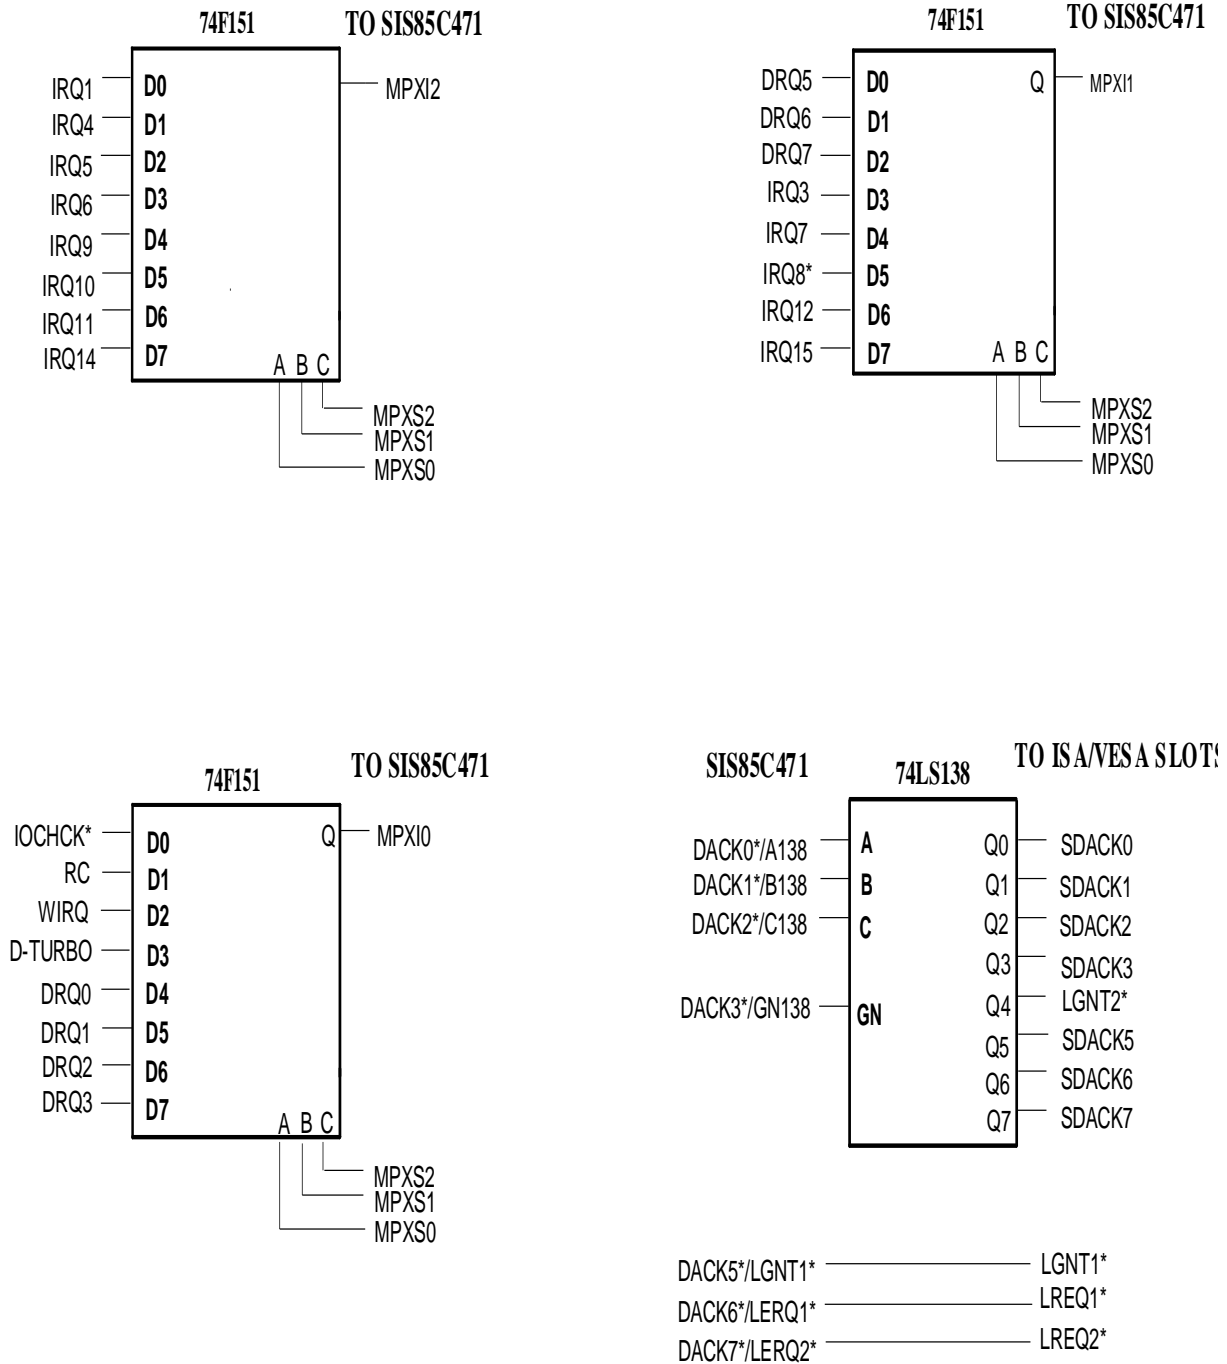 74F151 TO SIS85C471
IRQ1 D0 MPXI2
IRQ4 D1
IRQ5 D2
IRQ6 D3
IRQ9 D4
IRQ10 D5
IRQ11 D6
IRQ14 D7
A B C
MPXS2
MPXS1
MPXS0
74F151 TO SIS85C471
DRQ5 D0 Q MPXI1
DRQ6 D1
DRQ7 D2
IRQ3 D3
IRQ7 D4
IRQ8* D5
IRQ12 D6
IRQ15 D7
A B C
MPXS2
MPXS1
MPXS0
74F151 TO SIS85C471
IOCHCK* D0 Q MPXI0
RC D1
WIRQ D2
D-TURBO D3
DRQ0 D4
DRQ1 D5
DRQ2 D6
DRQ3 D7
A B C
MPXS2
MPXS1
MPXS0
SIS85C471 74LS138 TO ISA/VESA SLOTS
DACK0*/A138 A Q0 SDACK0
DACK1*/B138 B Q1 SDACK1
DACK2*/C138 C Q2 SDACK2
Q3 SDACK3
DACK3*/GN138 GN Q4 LGNT2*
Q5 SDACK5
Q6 SDACK6
Q7 SDACK7
DACK5*/LGNT1* LGNT1*
DACK6*/LERQ1* LREQ1*
DACK7*/LERQ2* LREQ2*